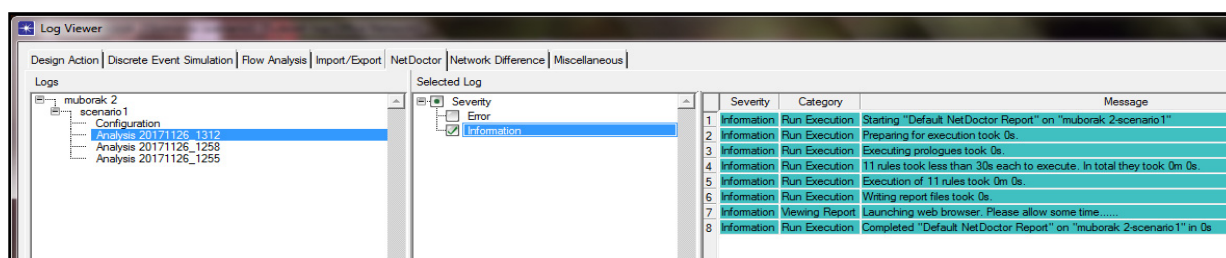 Log Viewer
Design Action Discrete Event Simulation Flow Analysis Import/Export NetDoctor Network Difference Miscellaneous
Logs
muborak 2
scenario1
Configuration
Analysis 20171126_1312
Analysis 20171126_1258
Analysis 20171126_1255
Selected Log
Severity
Error
Information
Severity Category Message
1 Information Run Execution Starting "Default NetDoctor Report" on "muborak 2-scenario1"
2 Information Run Execution Preparing for execution took 0s.
3 Information Run Execution Executing prologues took 0s.
4 Information Run Execution 11 rules took less than 30s each to execute. In total they took 0m 0s.
5 Information Run Execution Execution of 11 rules took 0m 0s.
6 Information Run Execution Writing report files took 0s.
7 Information Viewing Report Launching web browser. Please allow some time......
8 Information Run Execution Completed "Default NetDoctor Report" on "muborak 2-scenario1" in 0s